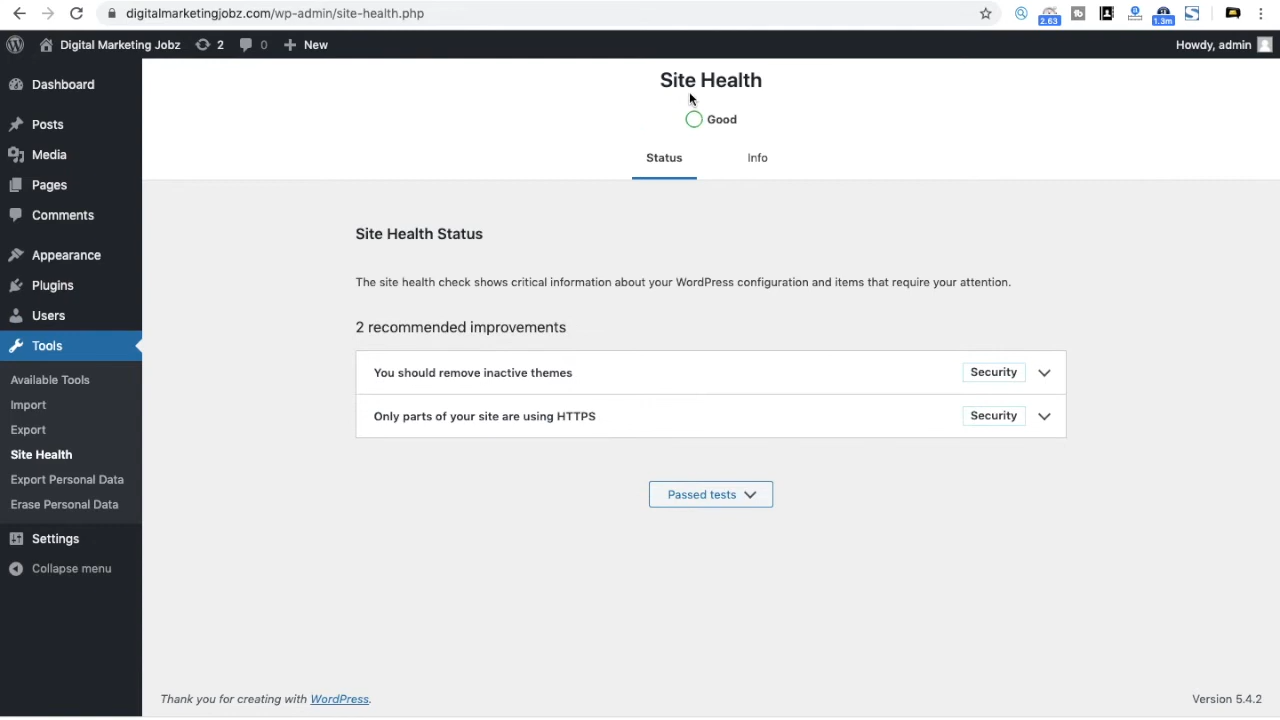 digitalmarketingjobz.com/wp-admin/site-health.php
2.63
1.3m
Digital Marketing Jobz 2 0 New
Howdy, admin
Dashboard
Posts
Media
Pages
Comments
Appearance
Plugins
Users
Tools
Available Tools
Import
Export
Site Health
Export Personal Data
Erase Personal Data
Settings
Collapse menu
Site Health
Good
Status Info
Site Health Status
The site health check shows critical information about your WordPress configuration and items that require your attention.
2 recommended improvements
You should remove inactive themes Security
Only parts of your site are using HTTPS Security
Passed tests
Thank you for creating with WordPress.
Version 5.4.2